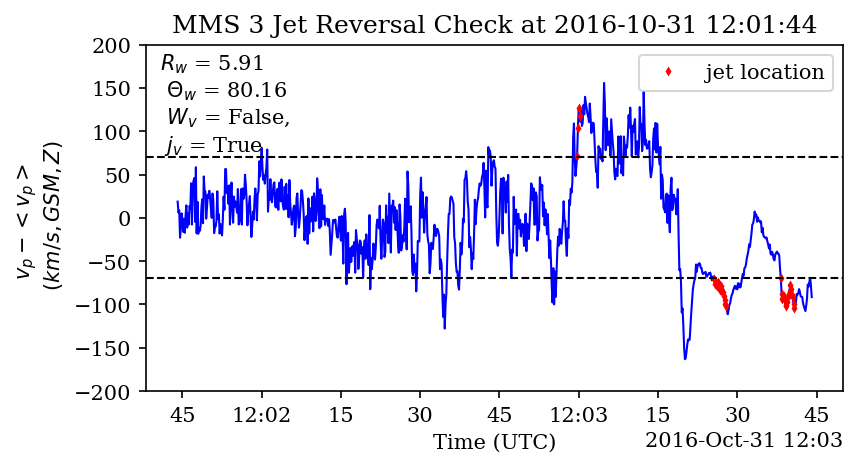 MMS 3 Jet Reversal Check at 2016-10-31 12:01:44
R_w = 5.91
Θ_w = 80.16
W_v = False,
j_v = True
jet location
200
150
100
50
0
−50
−100
−150
−200
v_p − < v_p >
(km/s, GSM, Z)
45 12:02 15 30 45 12:03 15 30 45
Time (UTC)
2016-Oct-31 12:03